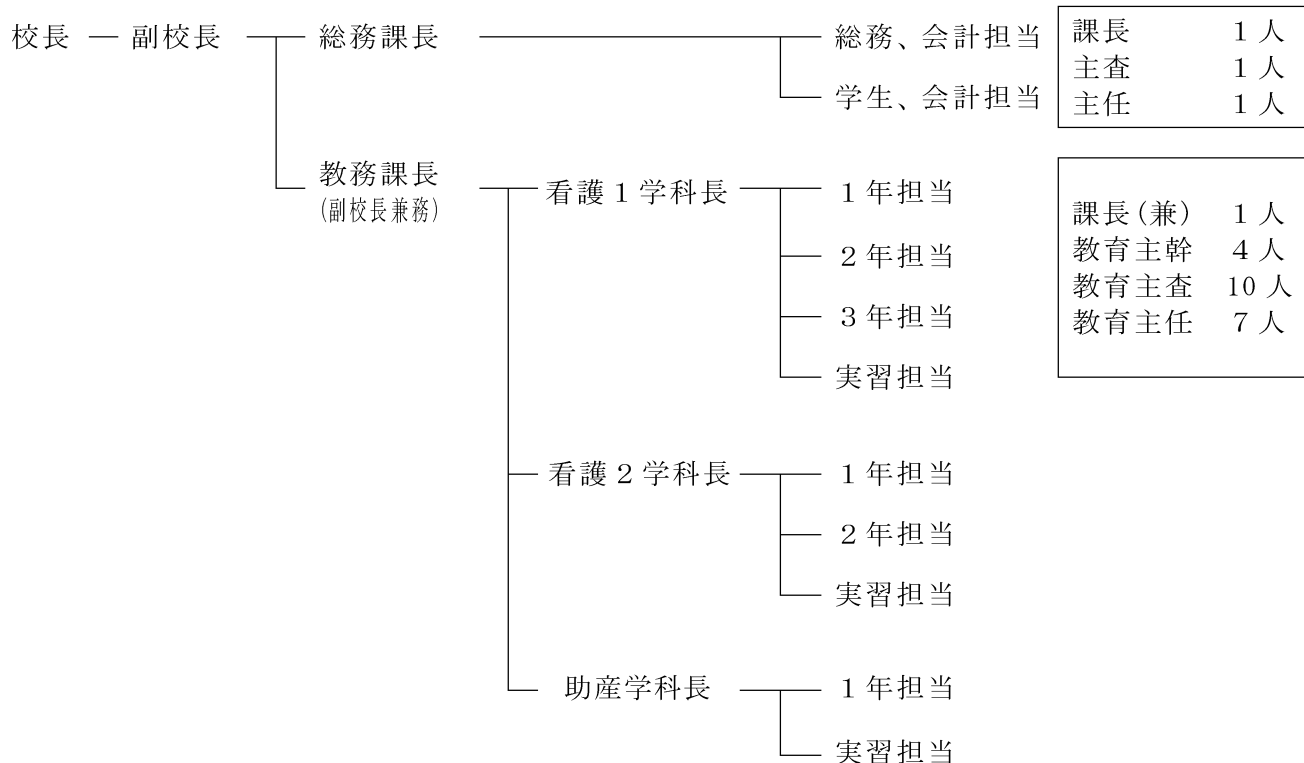 校長 ― 副校長 総務課長 総務、会計担当
学生、会計担当
課長 1人
主査 1人
主任 1人
教務課長
(副校長兼務)
看護1学科長 1年担当
2年担当
3年担当
実習担当
課長(兼) 1人
教育主幹 4人
教育主査 10人
教育主任 7人
看護2学科長 1年担当
2年担当
実習担当
助産学科長 1年担当
実習担当